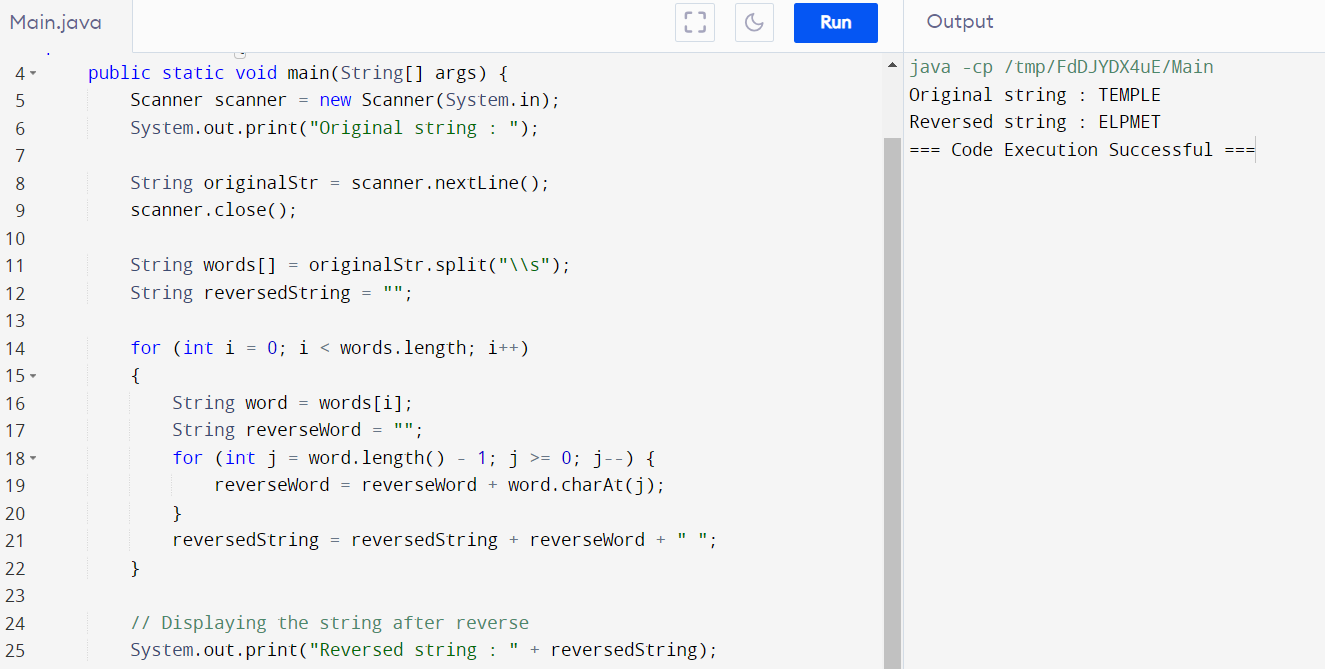 Main.java
Run
Output
4 public static void main(String[] args) {
5 Scanner scanner = new Scanner(System.in);
6 System.out.print("Original string : ");
7
8 String originalStr = scanner.nextLine();
9 scanner.close();
10
11 String words[] = originalStr.split("\\s");
12 String reversedString = "";
13
14 for (int i = 0; i < words.length; i++)
15 {
16 String word = words[i];
17 String reverseWord = "";
18 for (int j = word.length() - 1; j >= 0; j--) {
19 reverseWord = reverseWord + word.charAt(j);
20 }
21 reversedString = reversedString + reverseWord + " ";
22 }
23
24 // Displaying the string after reverse
25 System.out.print("Reversed string : " + reversedString);
java -cp /tmp/FdDJYDX4uE/Main
Original string : TEMPLE
Reversed string : ELPMET
=== Code Execution Successful ===